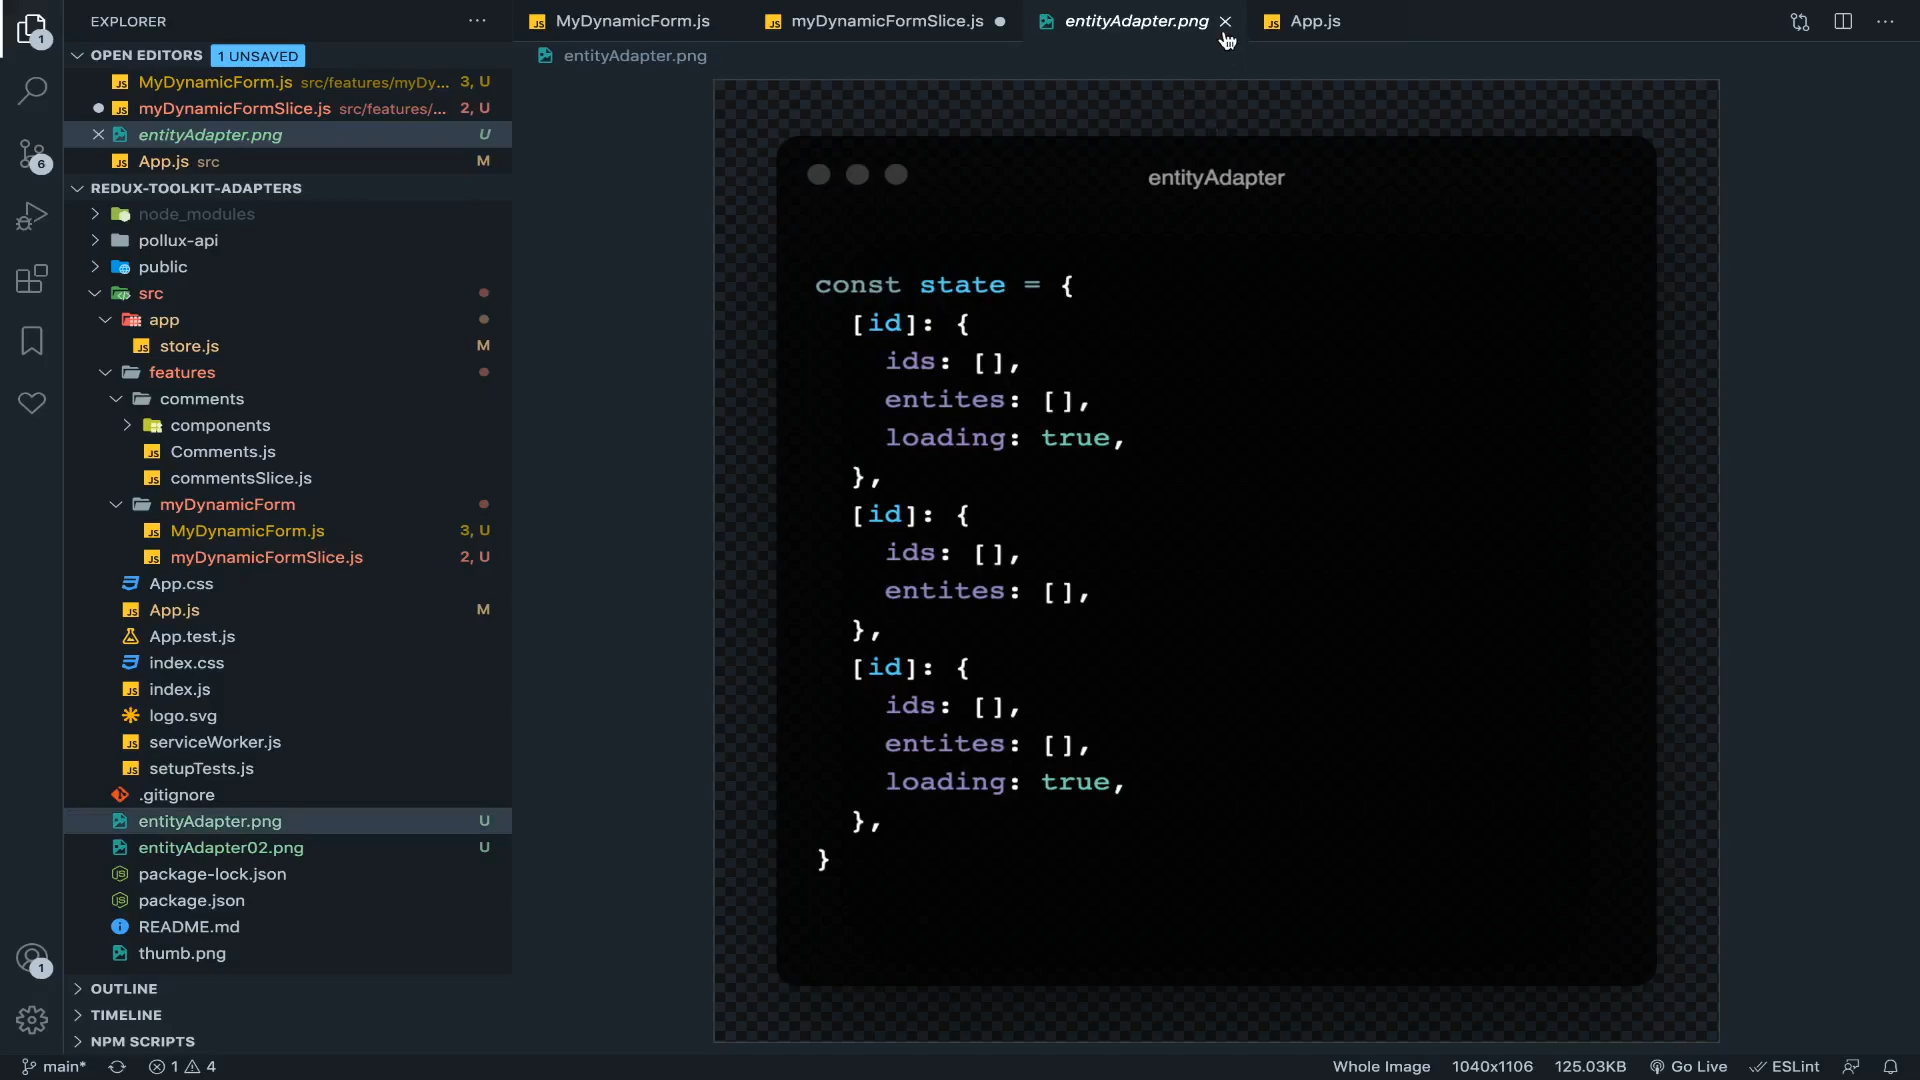 EXPLORER
MyDynamicForm.js
myDynamicFormSlice.js
entityAdapter.png
App.js
1
OPEN EDITORS 1 UNSAVED
entityAdapter.png
MyDynamicForm.js src/features/myDy... 3, U
myDynamicFormSlice.js src/features/... 2, U
entityAdapter.png U
App.js src M
6
REDUX-TOOLKIT-ADAPTERS
node_modules
pollux-api
public
src
app
store.js M
features
comments
components
Comments.js
commentsSlice.js
myDynamicForm
MyDynamicForm.js 3, U
myDynamicFormSlice.js 2, U
App.css
App.js M
App.test.js
index.css
index.js
logo.svg
serviceWorker.js
setupTests.js
.gitignore
entityAdapter.png U
entityAdapter02.png U
package-lock.json
package.json
README.md
thumb.png
1
OUTLINE
TIMELINE
NPM SCRIPTS
entityAdapter
const state = {
[id]: {
ids: [],
entites: [],
loading: true,
},
[id]: {
ids: [],
entites: [],
},
[id]: {
ids: [],
entites: [],
loading: true,
},
}
main* 1 4
Whole Image 1040x1106 125.03KB Go Live ESLint